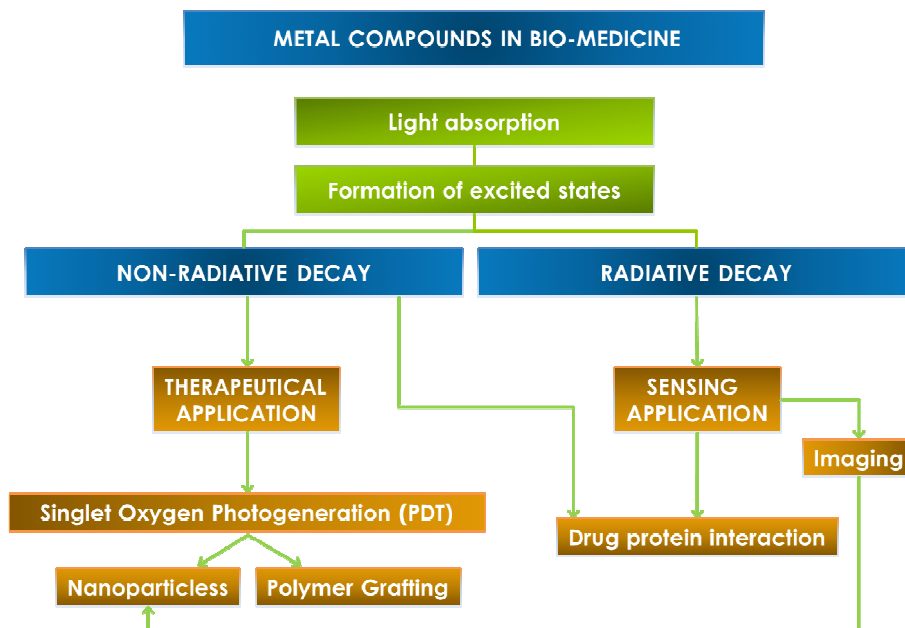 METAL COMPOUNDS IN BIO-MEDICINE
Light absorption
Formation of excited states
NON-RADIATIVE DECAY
RADIATIVE DECAY
THERAPEUTICAL
APPLICATION
SENSING
APPLICATION
Imaging
Singlet Oxygen Photogeneration (PDT)
Drug protein interaction
Nanoparticless
Polymer Grafting